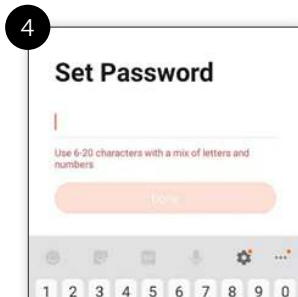 4
Set Password
Use 6-20 characters with a mix of letters and
numbers
Done
1 2 3 4 5 6 7 8 9 0